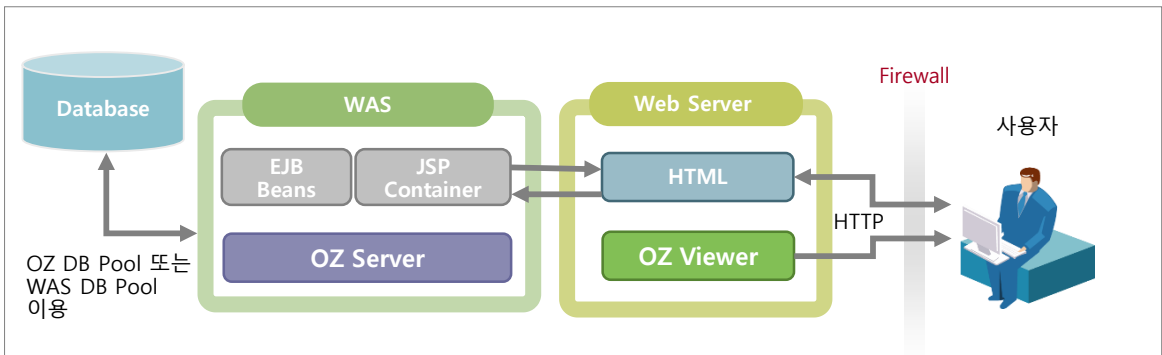 Database
OZ DB Pool 또는
WAS DB Pool
이용
WAS
EJB
Beans
JSP
Container
OZ Server
Web Server
HTML
OZ Viewer
HTTP
Firewall
사용자